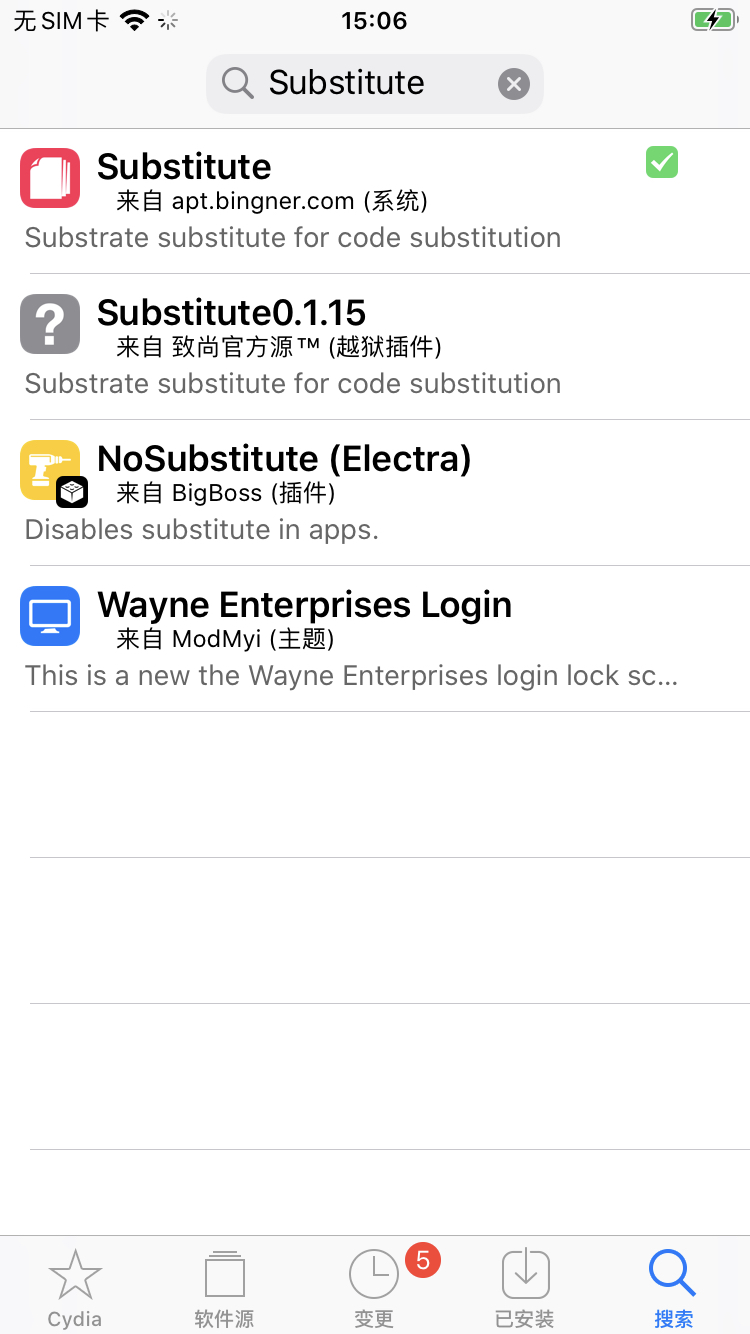 无SIM卡 15:06
Substitute
Substitute
来自 apt.bingner.com (系统)
Substrate substitute for code substitution
Substitute0.1.15
来自 致尚官方源™ (越狱插件)
Substrate substitute for code substitution
NoSubstitute (Electra)
来自 BigBoss (插件)
Disables substitute in apps.
Wayne Enterprises Login
来自 ModMyi (主题)
This is a new the Wayne Enterprises login lock sc...
5
Cydia 软件源 变更 已安装 搜索